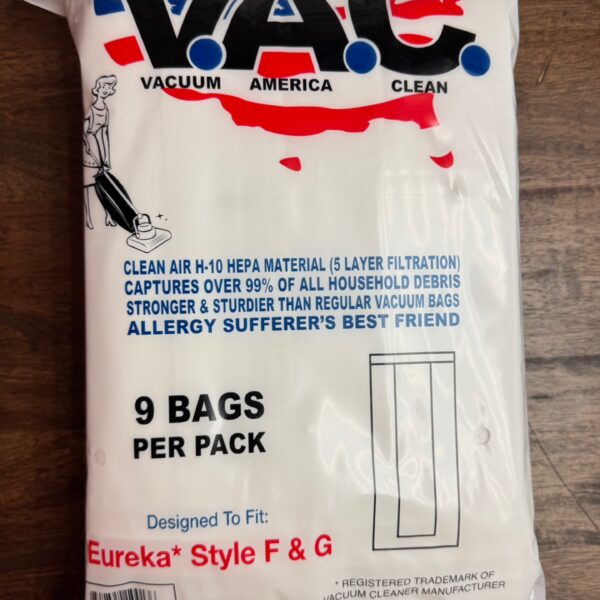 V.A.C.
VACUUM AMERICA CLEAN
CLEAN AIR H-10 HEPA MATERIAL (5 LAYER FILTRATION)
CAPTURES OVER 99% OF ALL HOUSEHOLD DEBRIS
STRONGER & STURDIER THAN REGULAR VACUUM BAGS
ALLERGY SUFFERER'S BEST FRIEND
9 BAGS
PER PACK
Designed To Fit:
Eureka* Style F & G
* REGISTERED TRADEMARK OF
VACUUM CLEANER MANUFACTURER